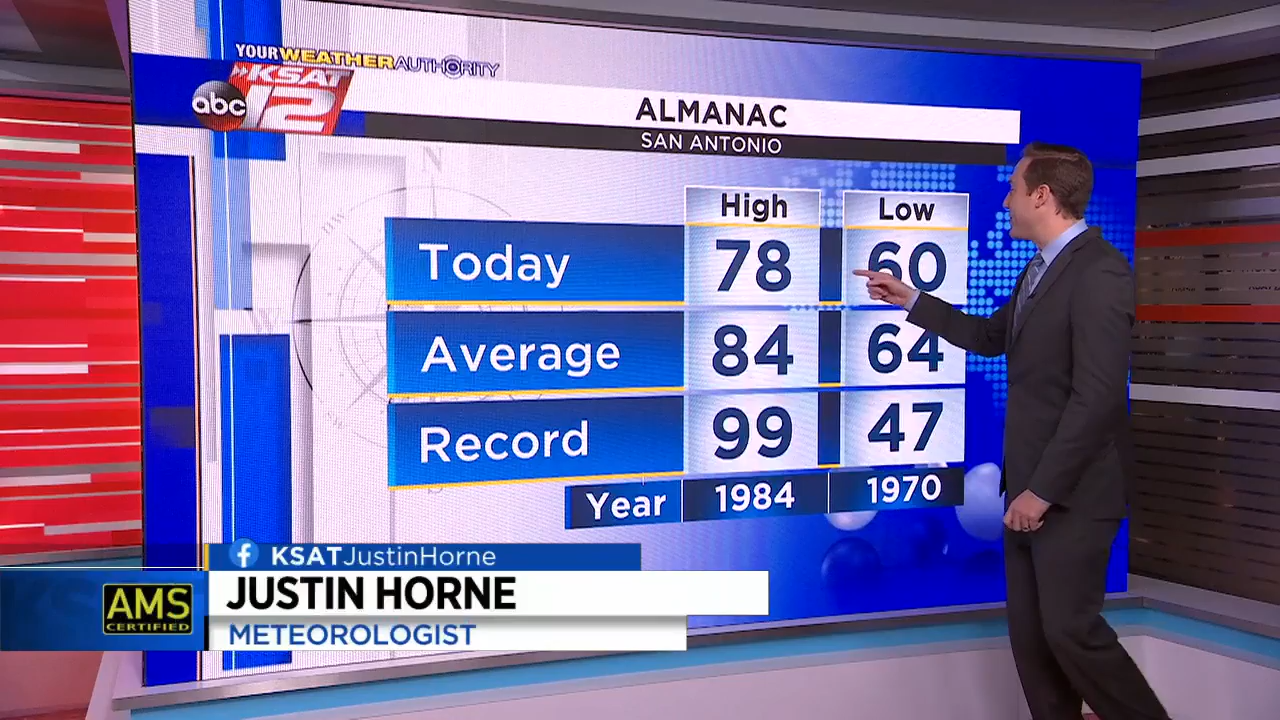 YOUR WEATHER AUTHORITY
abc KSAT 12
ALMANAC
SAN ANTONIO
High Low
Today 78 60
Average 84 64
Record 99 47
Year 1984 1970
KSATJustinHorne
JUSTIN HORNE
AMS CERTIFIED
METEOROLOGIST